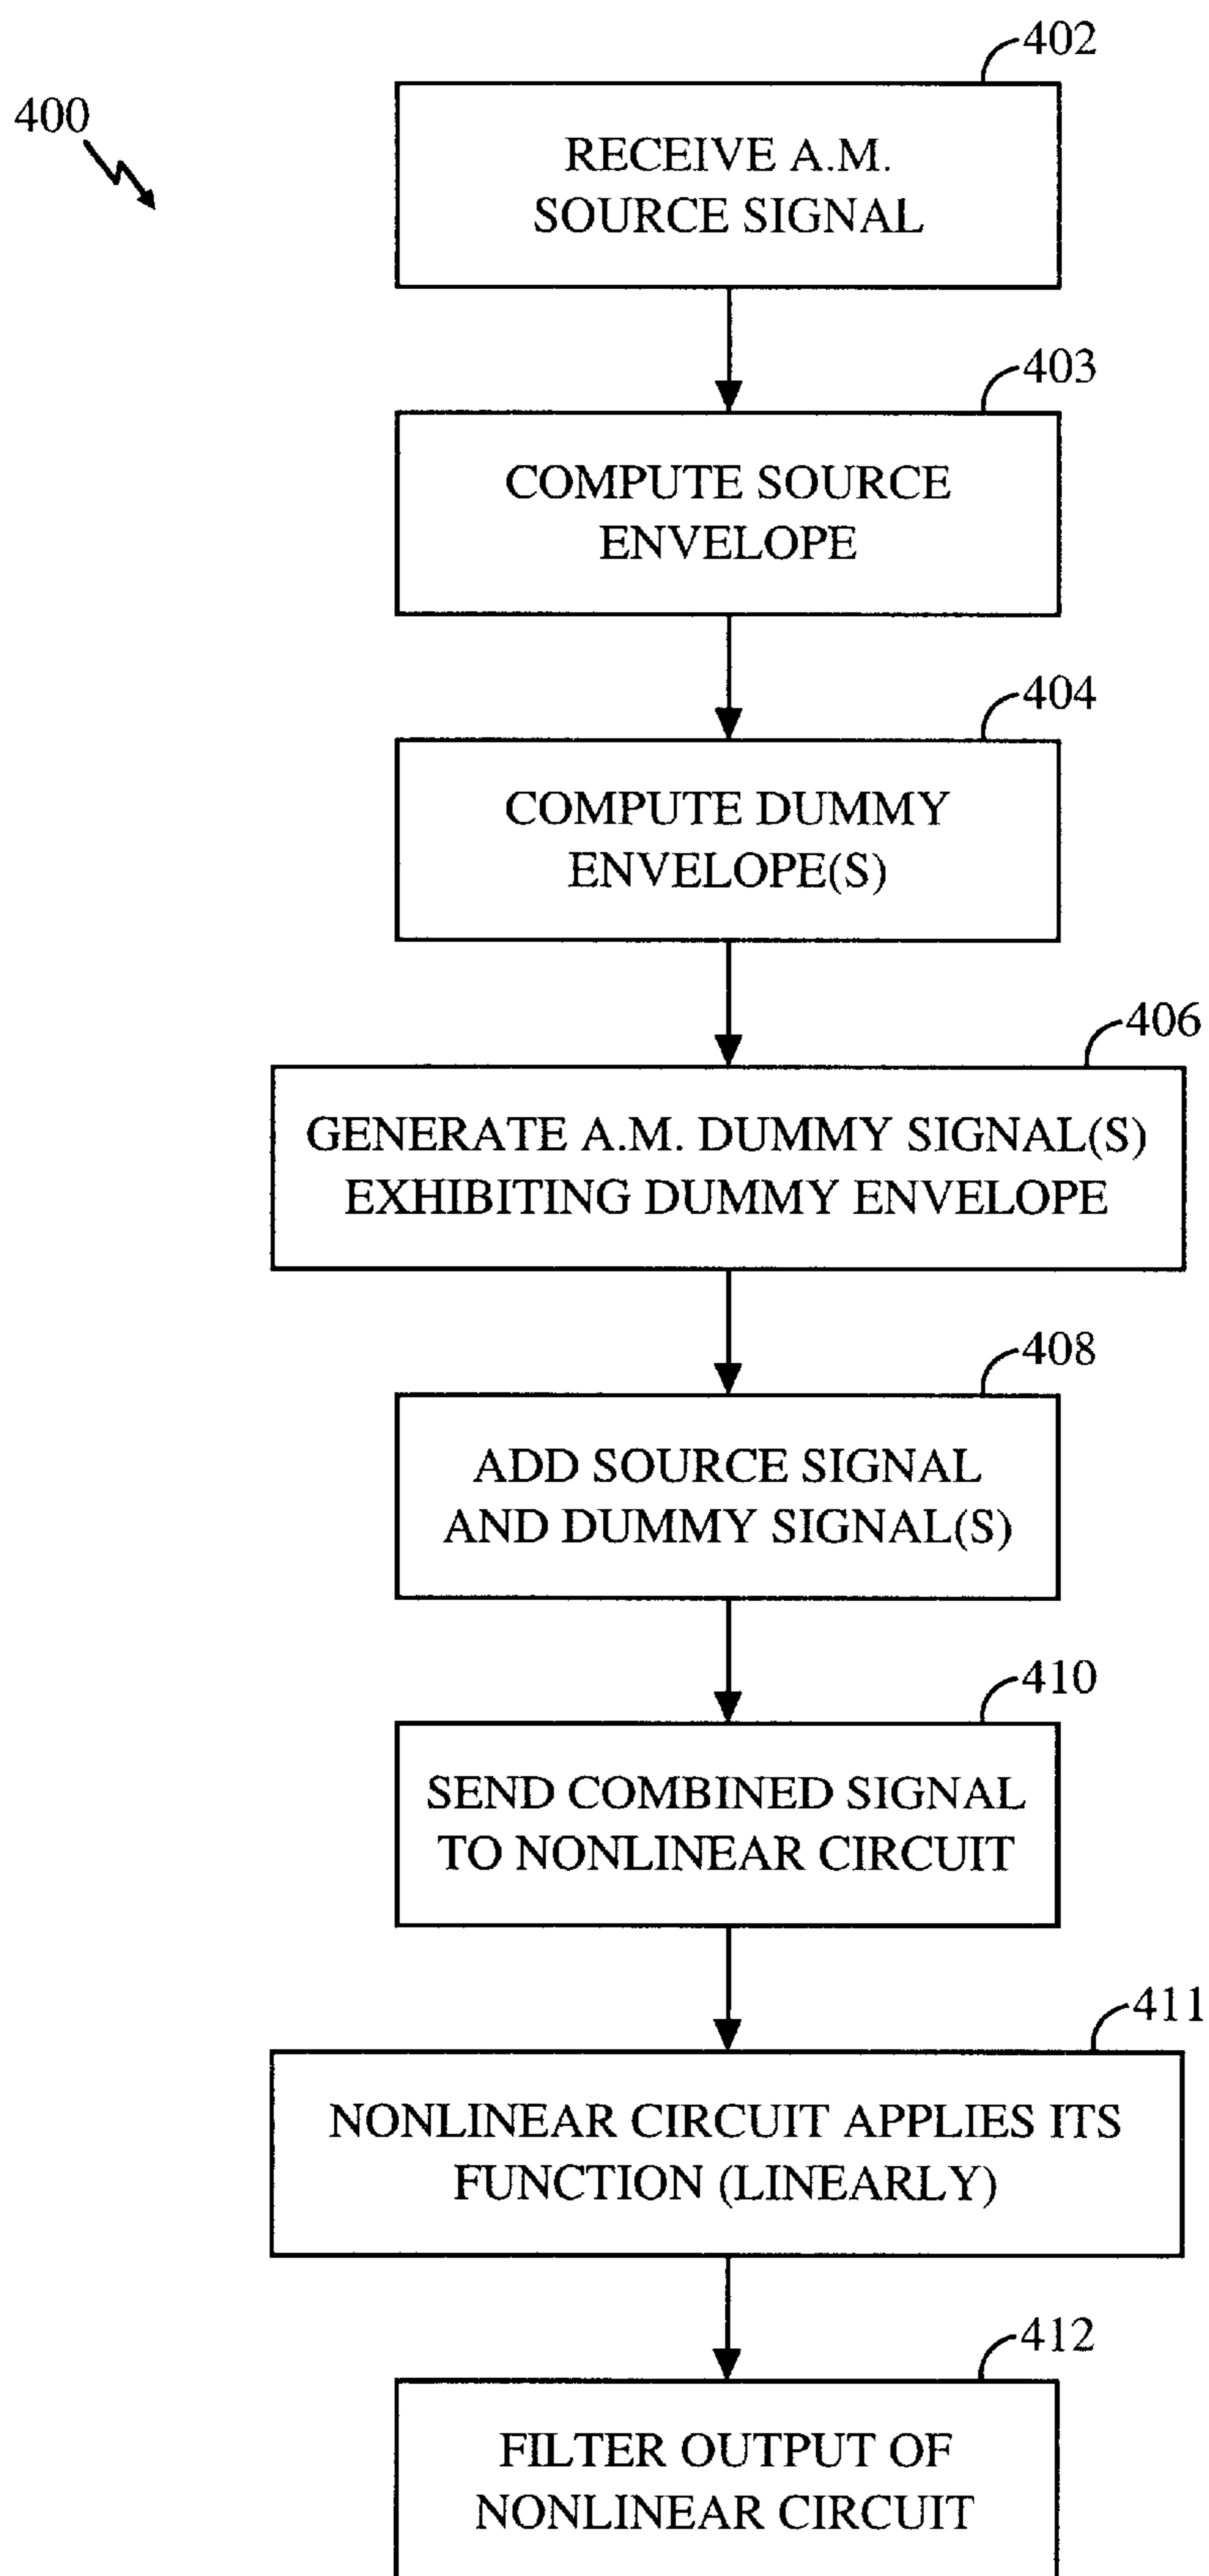 402
400
RECEIVE A.M.
SOURCE SIGNAL
403
COMPUTE SOURCE
ENVELOPE
404
COMPUTE DUMMY
ENVELOPE(S)
406
GENERATE A.M. DUMMY SIGNAL(S)
EXHIBITING DUMMY ENVELOPE
408
ADD SOURCE SIGNAL
AND DUMMY SIGNAL(S)
410
SEND COMBINED SIGNAL
TO NONLINEAR CIRCUIT
411
NONLINEAR CIRCUIT APPLIES ITS
FUNCTION (LINEARLY)
412
FILTER OUTPUT OF
NONLINEAR CIRCUIT